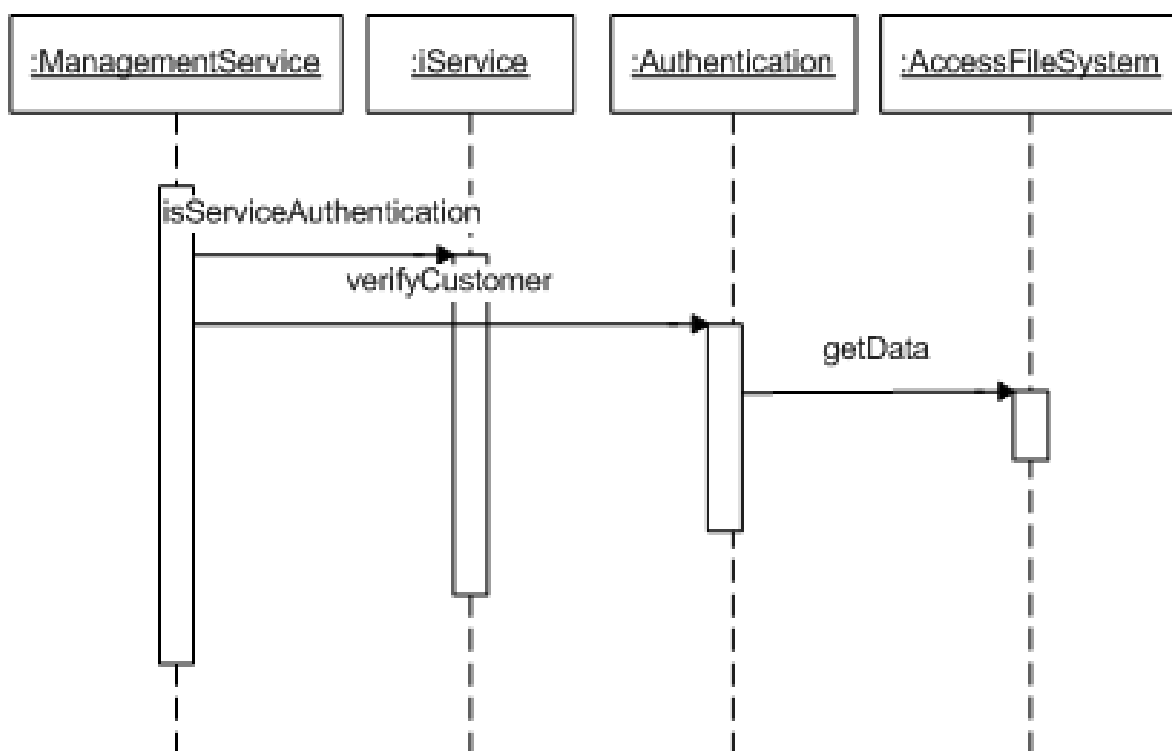 :ManagementService
:iService
:Authentication
:AccessFileSystem
isServiceAuthentication
verifyCustomer
getData